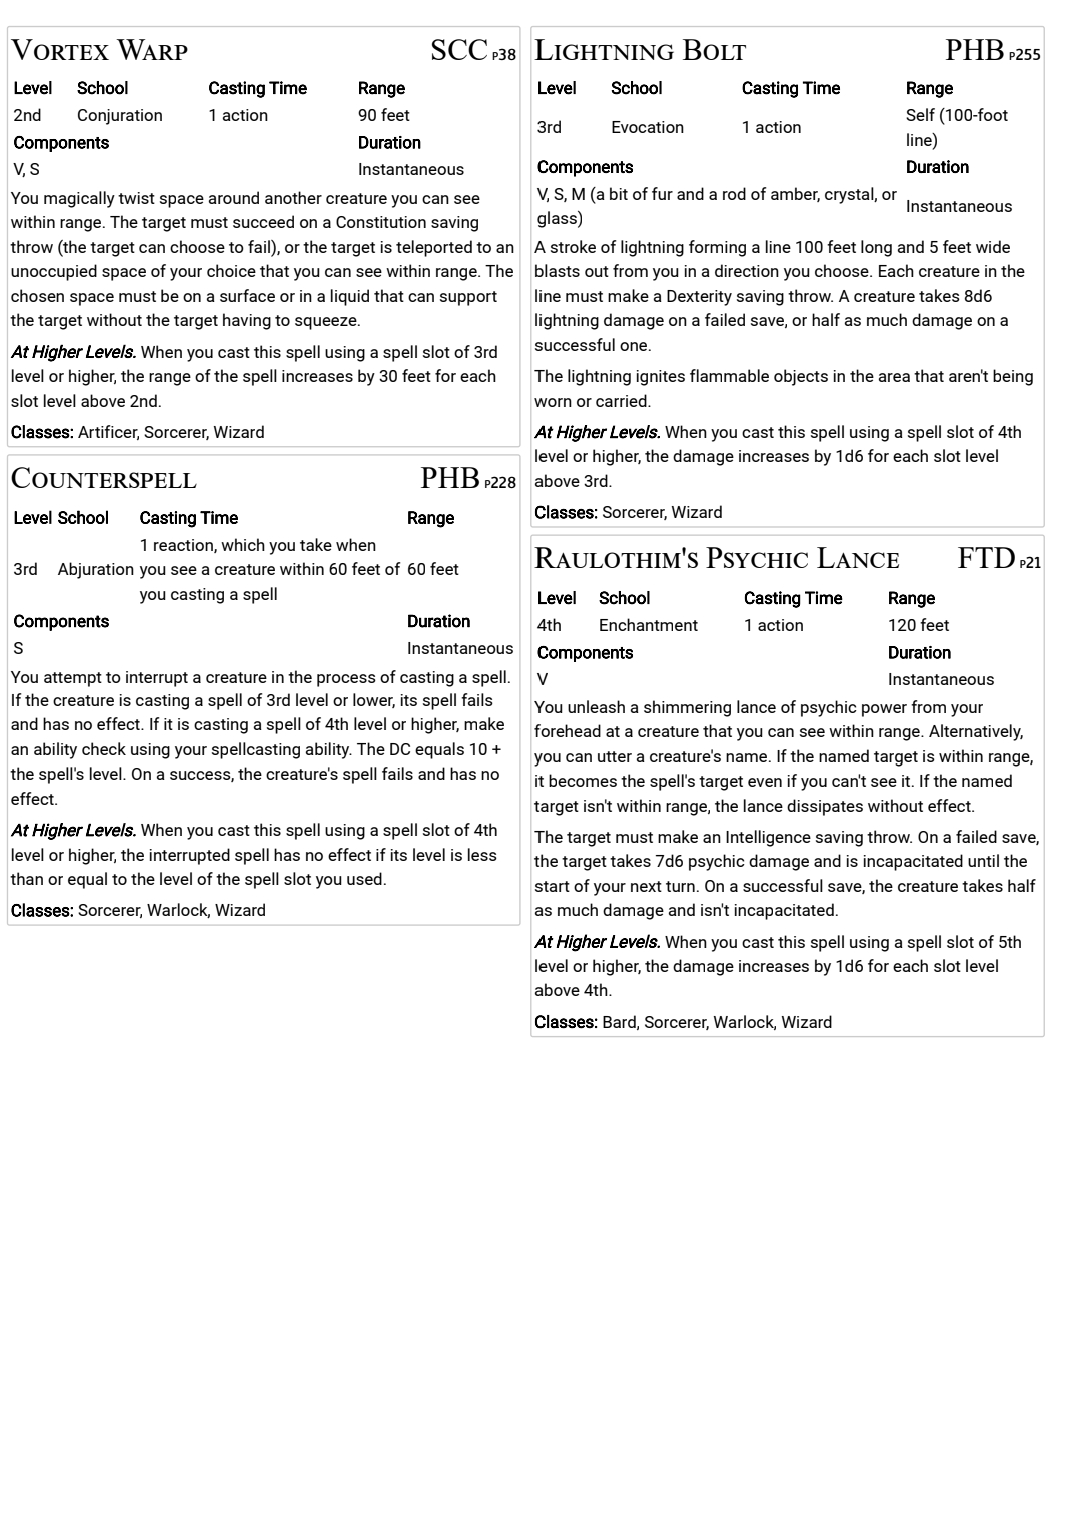 Vortex Warp SCC P38
Level School Casting Time Range
2nd Conjuration 1 action 90 feet
Components Duration
V, S Instantaneous
You magically twist space around another creature you can see
within range. The target must succeed on a Constitution saving
throw (the target can choose to fail), or the target is teleported to an
unoccupied space of your choice that you can see within range. The
chosen space must be on a surface or in a liquid that can support
the target without the target having to squeeze.
At Higher Levels. When you cast this spell using a spell slot of 3rd
level or higher, the range of the spell increases by 30 feet for each
slot level above 2nd.
Classes: Artificer, Sorcerer, Wizard
Counterspell PHB P228
Level School Casting Time Range
1 reaction, which you take when
3rd Abjuration you see a creature within 60 feet of 60 feet
you casting a spell
Components Duration
S Instantaneous
You attempt to interrupt a creature in the process of casting a spell.
If the creature is casting a spell of 3rd level or lower, its spell fails
and has no effect. If it is casting a spell of 4th level or higher, make
an ability check using your spellcasting ability. The DC equals 10 +
the spell's level. On a success, the creature's spell fails and has no
effect.
At Higher Levels. When you cast this spell using a spell slot of 4th
level or higher, the interrupted spell has no effect if its level is less
than or equal to the level of the spell slot you used.
Classes: Sorcerer, Warlock, Wizard
Lightning Bolt PHB P255
Level School Casting Time Range
3rd Evocation 1 action Self (100-foot
line)
Components Duration
V, S, M (a bit of fur and a rod of amber, crystal, or
glass) Instantaneous
A stroke of lightning forming a line 100 feet long and 5 feet wide
blasts out from you in a direction you choose. Each creature in the
line must make a Dexterity saving throw. A creature takes 8d6
lightning damage on a failed save, or half as much damage on a
successful one.
The lightning ignites flammable objects in the area that aren't being
worn or carried.
At Higher Levels. When you cast this spell using a spell slot of 4th
level or higher, the damage increases by 1d6 for each slot level
above 3rd.
Classes: Sorcerer, Wizard
Raulothim's Psychic Lance FTD P21
Level School Casting Time Range
4th Enchantment 1 action 120 feet
Components Duration
V Instantaneous
You unleash a shimmering lance of psychic power from your
forehead at a creature that you can see within range. Alternatively,
you can utter a creature's name. If the named target is within range,
it becomes the spell's target even if you can't see it. If the named
target isn't within range, the lance dissipates without effect.
The target must make an Intelligence saving throw. On a failed save,
the target takes 7d6 psychic damage and is incapacitated until the
start of your next turn. On a successful save, the creature takes half
as much damage and isn't incapacitated.
At Higher Levels. When you cast this spell using a spell slot of 5th
level or higher, the damage increases by 1d6 for each slot level
above 4th.
Classes: Bard, Sorcerer, Warlock, Wizard